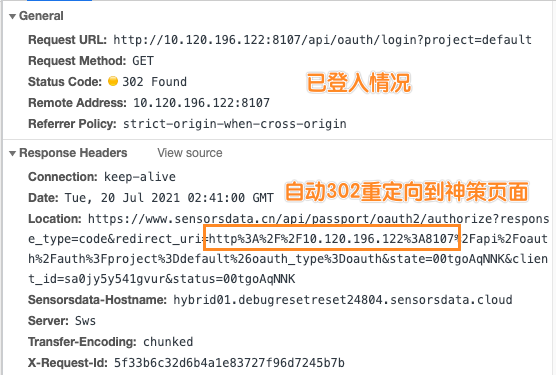 General
Request URL: http://10.120.196.122:8107/api/oauth/login?project=default
Request Method: GET
Status Code: 302 Found
已登入情况
Remote Address: 10.120.196.122:8107
Referrer Policy: strict-origin-when-cross-origin
Response Headers View source
Connection: keep-alive
自动302重定向到神策页面
Date: Tue, 20 Jul 2021 02:41:00 GMT
Location: https://www.sensorsdata.cn/api/passport/oauth2/authorize?respons
e_type=code&redirect_uri=http%3A%2F%2F10.120.196.122%3A8107%2Fapi%2Foaut
h%2Fauth%3Fproject%3Ddefault%26oauth_type%3Doauth&state=00tgoAqNNK&clien
t_id=sa0jy5y541gvur&status=00tgoAqNNK
Sensorsdata-Hostname: hybrid01.debugresetreset24804.sensorsdata.cloud
Server: Sws
Transfer-Encoding: chunked
X-Request-Id: 5f33b6c32d6b4a1e83727f96d7245b7b